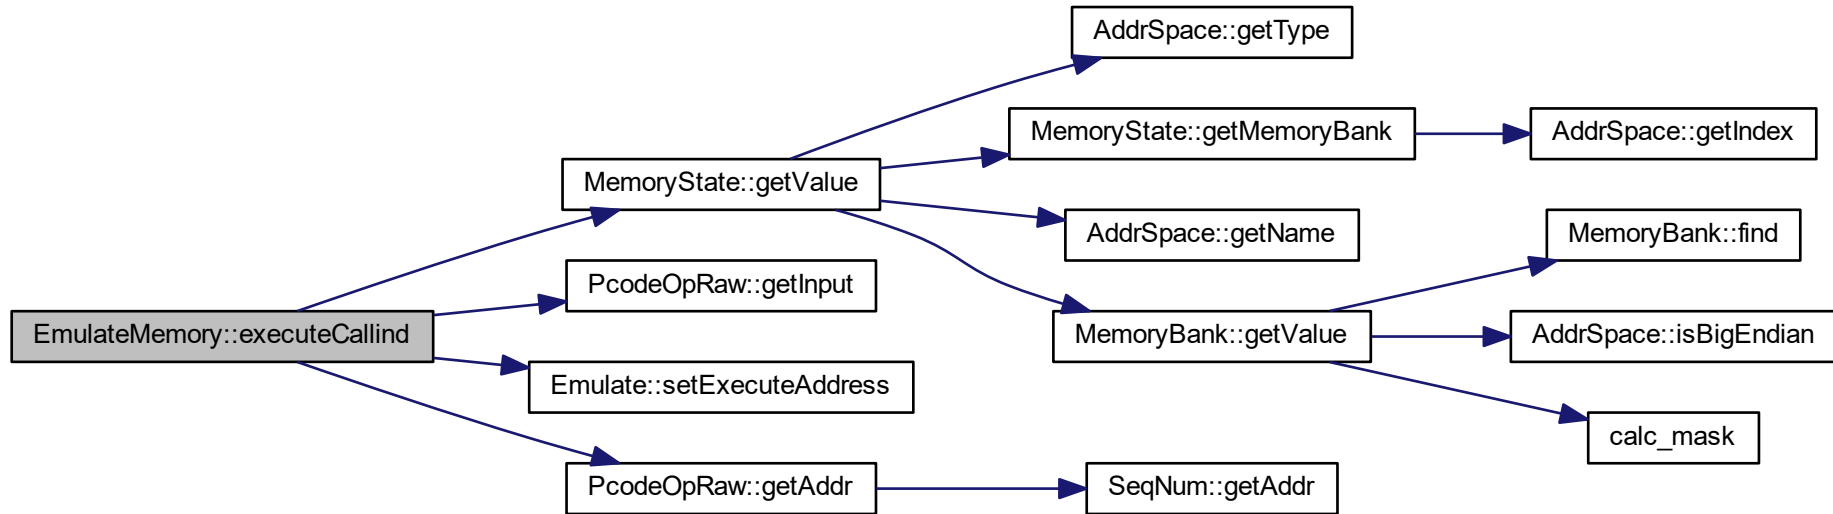 AddrSpace::getType
MemoryState::getMemoryBank
AddrSpace::getIndex
MemoryState::getValue
AddrSpace::getName
MemoryBank::find
PcodeOpRaw::getInput
EmulateMemory::executeCallind
MemoryBank::getValue
AddrSpace::isBigEndian
Emulate::setExecuteAddress
calc_mask
PcodeOpRaw::getAddr
SeqNum::getAddr